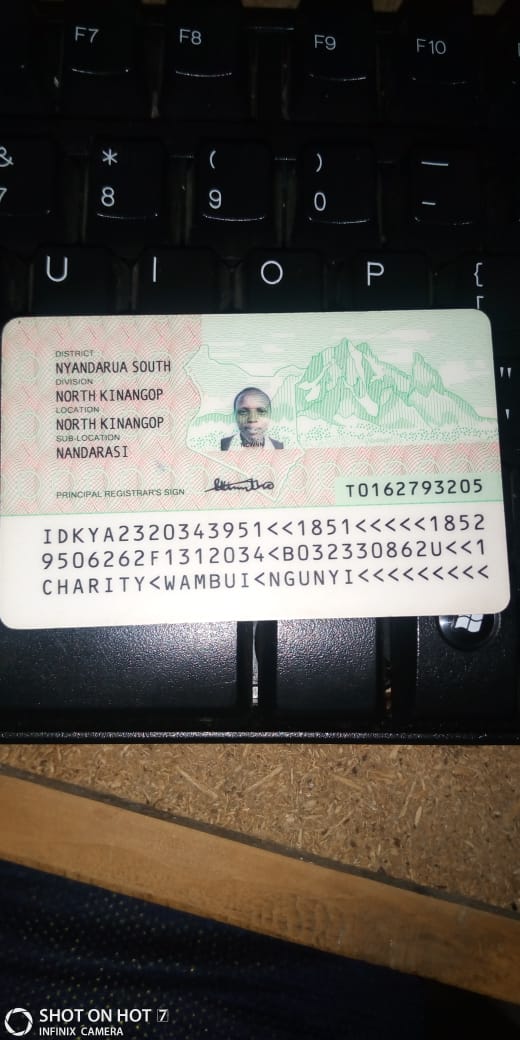 F7 F8 F9 F10
& * ( ) —
7 8 9 0 -
U I O P {
[
"
'
DISTRICT
NYANDARUA SOUTH
DIVISION
NORTH KINANGOP
LOCATION
NORTH KINANGOP
SUB-LOCATION
NANDARASI
PRINCIPAL REGISTRAR'S SIGN
T0162793205
IDKYA2320343951<<1851<<<<<1852
9506262F1312034<B032330862U<<1
CHARITY<WAMBUI<NGUNYI<<<<<<<<<
SHOT ON HOT 7
INFINIX CAMERA